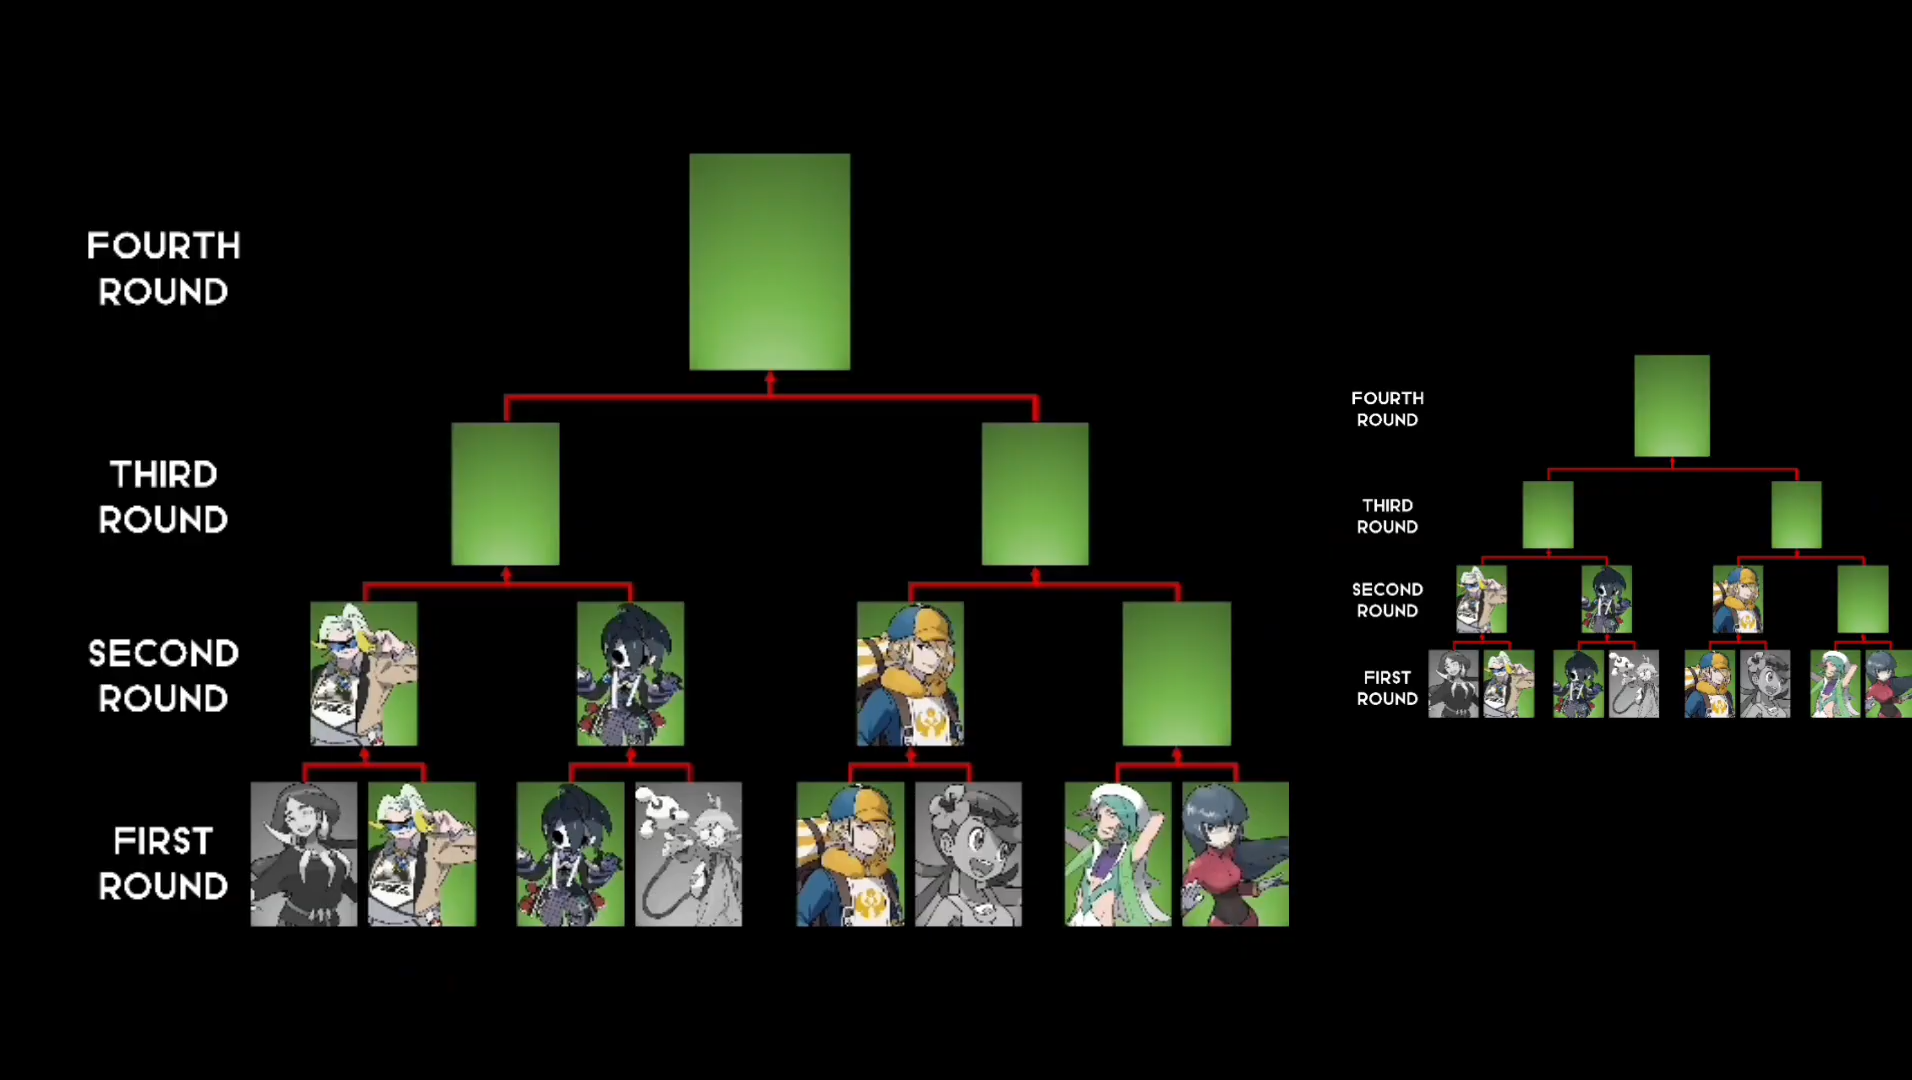 FOURTH
ROUND
THIRD
ROUND
SECOND
ROUND
FIRST
ROUND
FOURTH
ROUND
THIRD
ROUND
SECOND
ROUND
FIRST
ROUND